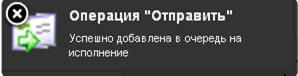 Операция "Отправить"
Успешно добавлена в очередь на
исполнение